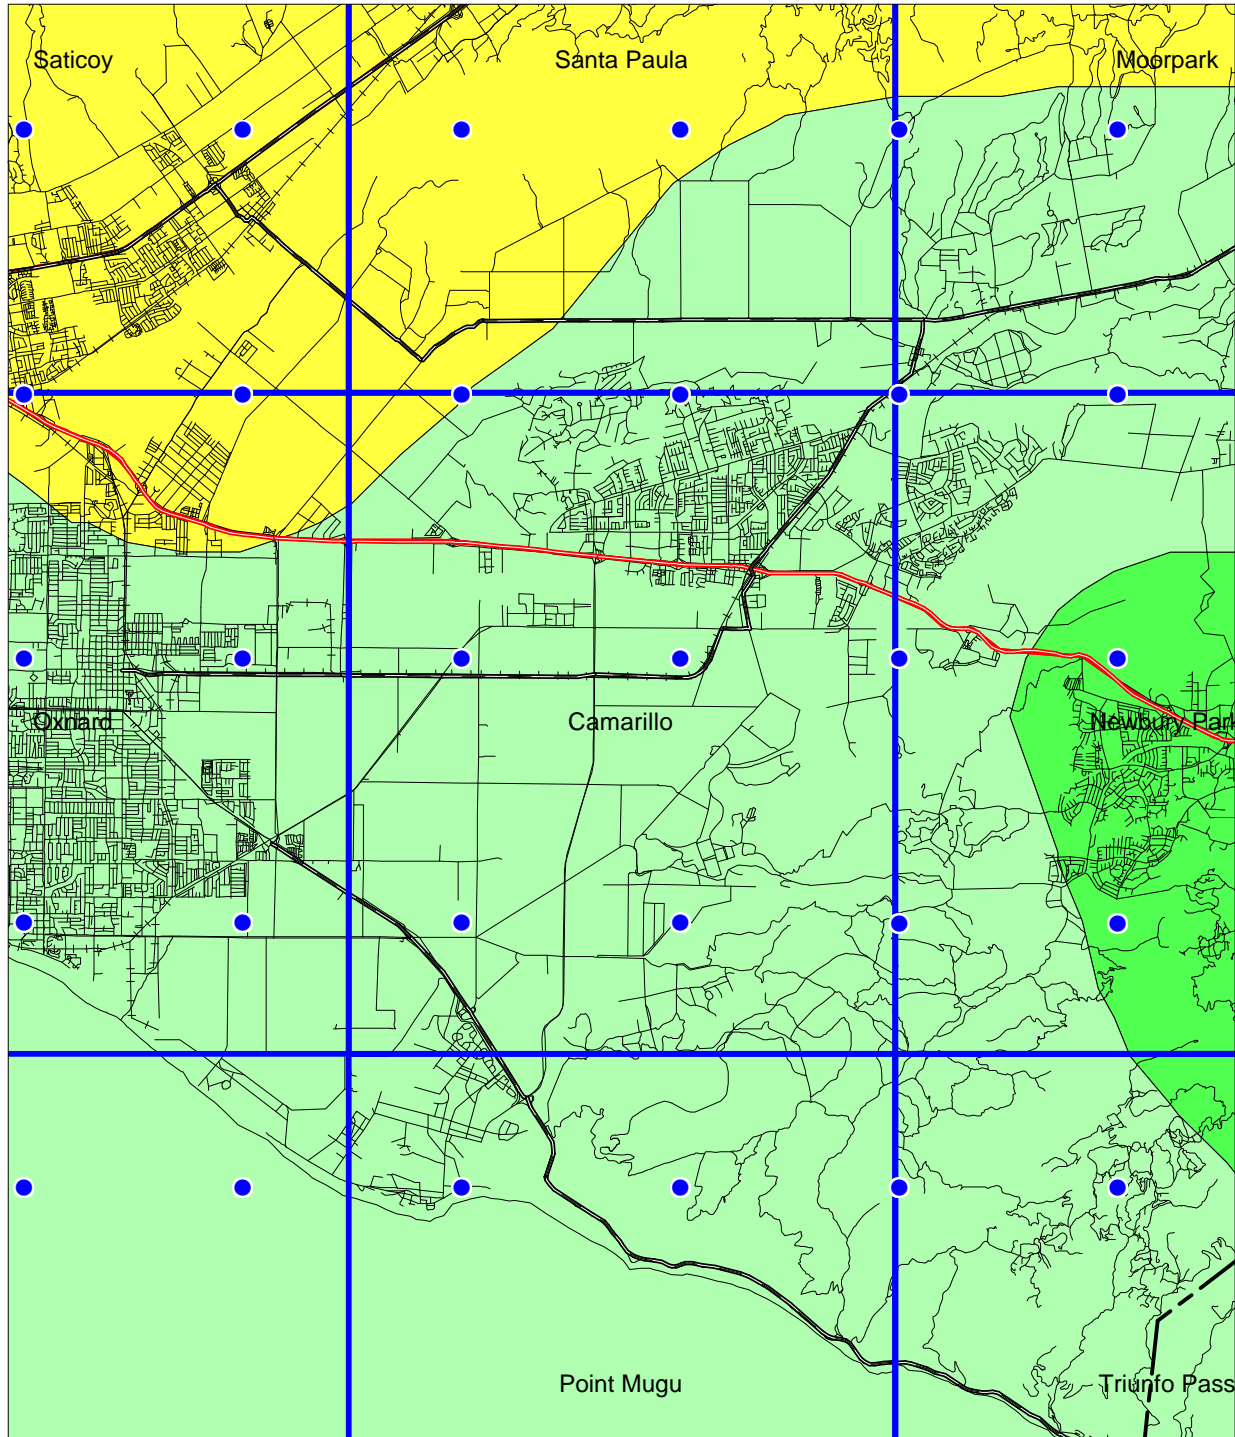 Saticoy
Santa Paula
Moorpark
Oxnard
Camarillo
Newbury Park
Point Mugu
Triunfo Pass